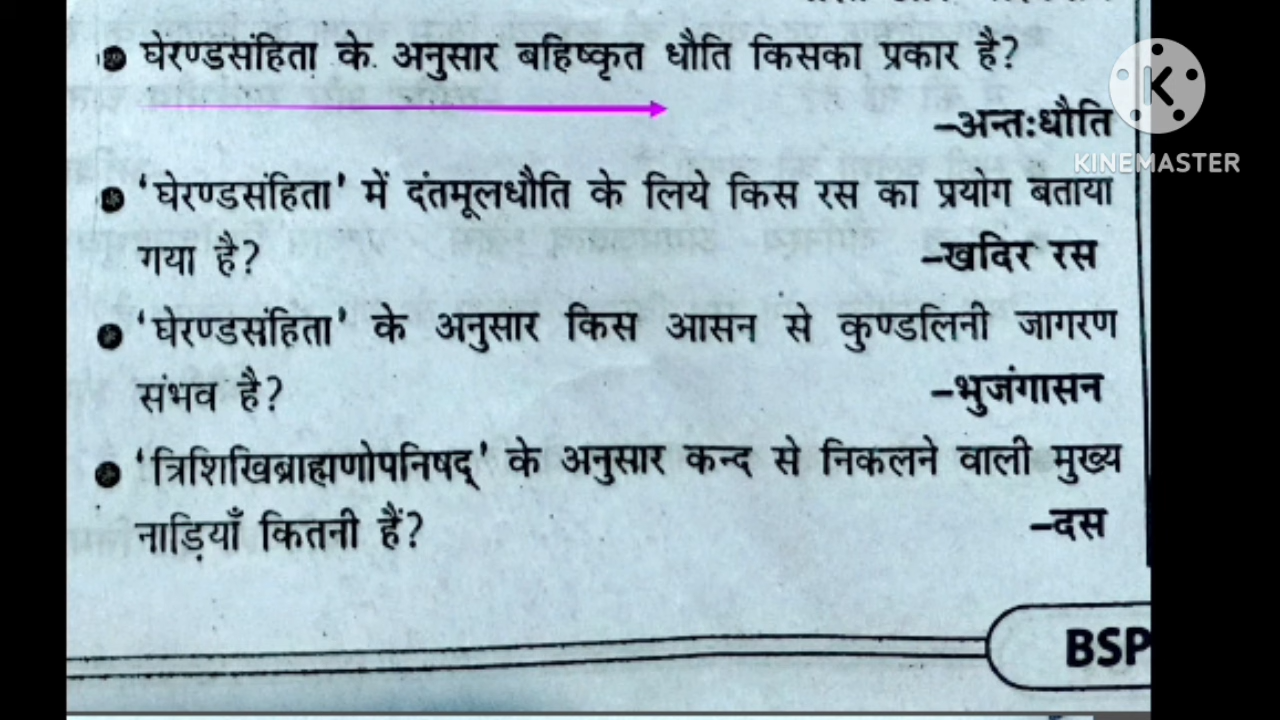 घेरण्डसंहिता के अनुसार बहिष्कृत धौति किसका प्रकार है?
–अन्तःधौति
KINEMASTER
'घेरण्डसंहिता' में दंतमूलधौति के लिये किस रस का प्रयोग बताया
गया है? –खदिर रस
'घेरण्डसंहिता' के अनुसार किस आसन से कुण्डलिनी जागरण
संभव है? –भुजंगासन
'त्रिशिखिब्राह्मणोपनिषद्' के अनुसार कन्द से निकलने वाली मुख्य
नाड़ियाँ कितनी हैं? –दस
BSP